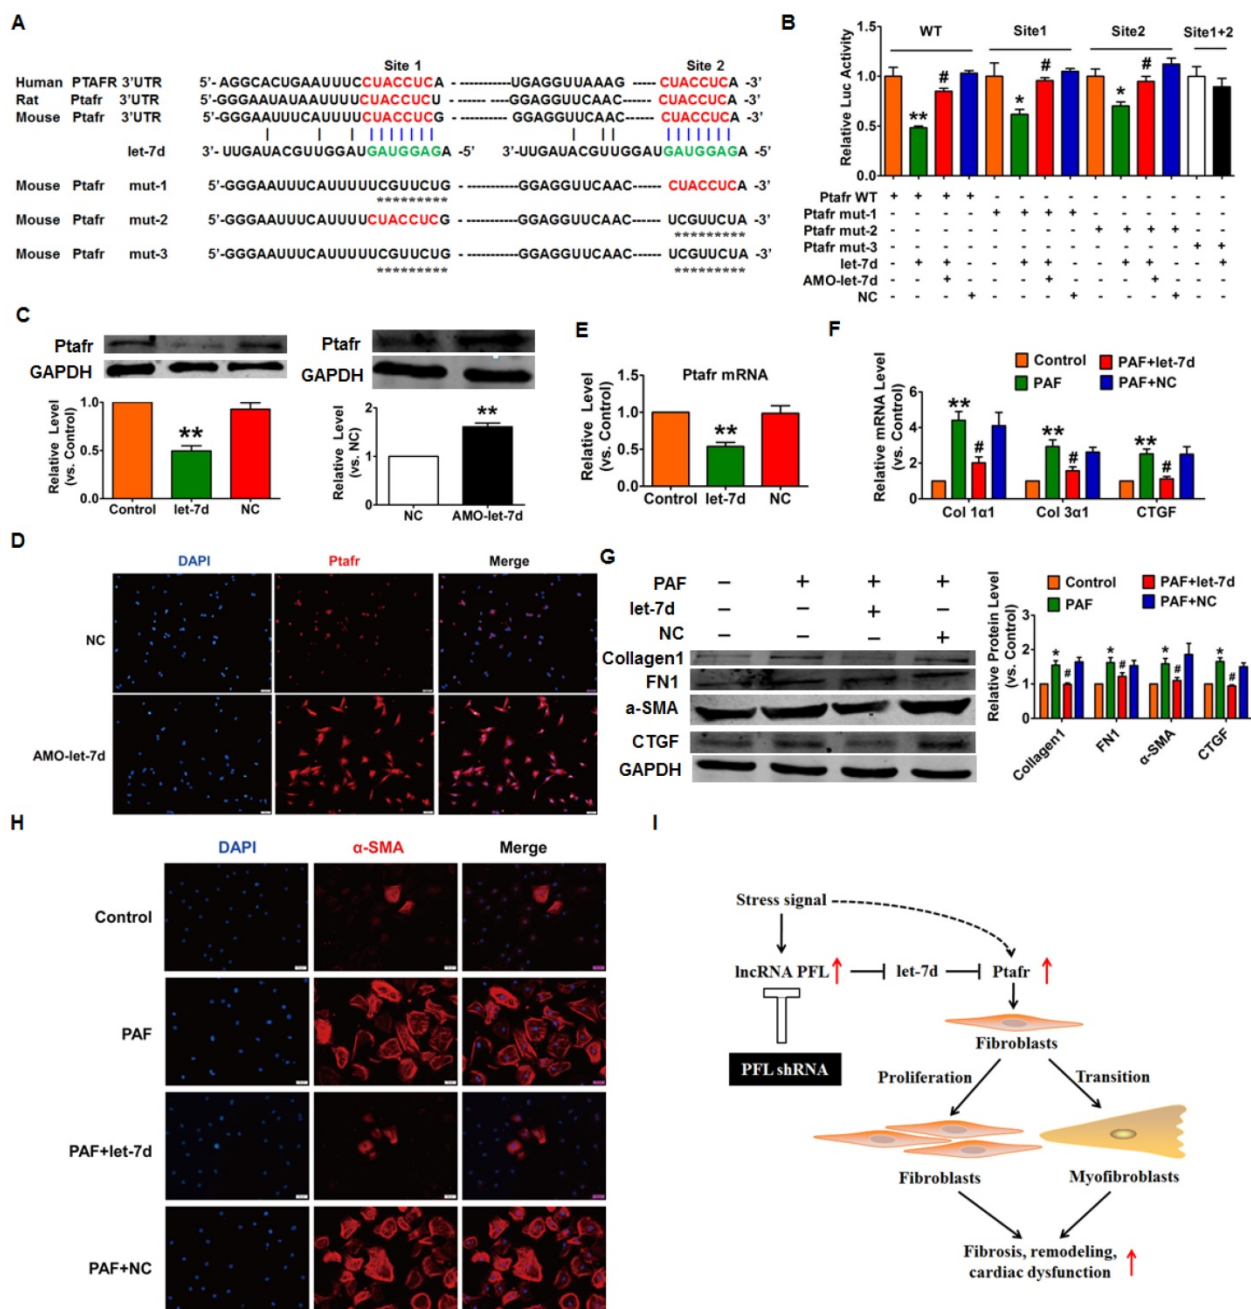 A
Site 1 Site 2
Human PTAFR 3'UTR 5'-AGGCACUGAAUUUCCUACCUCA - -----------UGAGGUUAAAG ------ CUACCUCA -3'
Rat Ptafr 3'UTR 5'-GGGAAUAUAAUUUUCUACCUCU ------- ---- GGAGGUUCAAC ------ CUACCUCA -3'
Mouse Ptafr 3'UTR 5'-GGGAAUUUCAUUUUCUACCUCG - -----------GGAGGUUCAAC ------ CUACCUCA -3'
let-7d 3'-UUGAUACGUUGGAUGAUGGAGA -5' 3'-UUGAUACGUUGGAUGAUGGAGA -5'
Mouse Ptafr mut-1 5'-GGGAAUUUCAUUUUUCGUUCUG - -----------GGAGGUUCAAC ------ CUACCUCA -3'
*********
Mouse Ptafr mut-2 5'-GGGAAUUUCAUUUUCUACCUCG - -----------GGAGGUUCAAC ------ UCGUUCUA -3'
*********
Mouse Ptafr mut-3 5'-GGGAAUUUCAUUUUUCGUUCUG - -----------GGAGGUUCAAC ------ UCGUUCUA -3'
********* *********
B
Relative Luc Activity
1.5
1.0
0.5
0.0
WT Site1 Site2 Site1+2
** # * # * #
Ptafr WT + + + + - - - - - - - - - -
Ptafr mut-1 - - - - + + + + - - - - - -
Ptafr mut-2 - - - - - - - - + + + + - -
Ptafr mut-3 - - - - - - - - - - - - + +
let-7d - + + - - + + - - + + - - +
AMO-let-7d - - + - - - + - - - + - - -
NC - - - + - - - + - - - + - -
C
Ptafr
GAPDH
Relative Level
(vs. Control)
1.0
0.5
0.0
**
Control let-7d NC
Ptafr
GAPDH
Relative Level
(vs. NC)
2
1
0
**
NC AMO-let-7d
E
Ptafr mRNA
Relative Level
(vs. Control)
1.5
1.0
0.5
0.0
**
Control let-7d NC
F
Control PAF+let-7d
PAF PAF+NC
Relative mRNA Level
(vs. Control)
6
4
2
0
** # ** # ** #
Col 1α1 Col 3α1 CTGF
D
DAPI Ptafr Merge
NC
AMO-let-7d
G
PAF – + + +
let-7d – – + –
NC – – – +
Collagen1
FN1
a-SMA
CTGF
GAPDH
Control PAF+let-7d
PAF PAF+NC
Relative Protein Level
(vs. Control)
3
2
1
0
* # * # * # * #
Collagen1 FN1 α-SMA CTGF
H
DAPI α-SMA Merge
Control
PAF
PAF+let-7d
PAF+NC
I
Stress signal
lncRNA PFL let-7d Ptafr
Fibroblasts
PFL shRNA
Proliferation Transition
Fibroblasts Myofibroblasts
Fibrosis, remodeling,
cardiac dysfunction